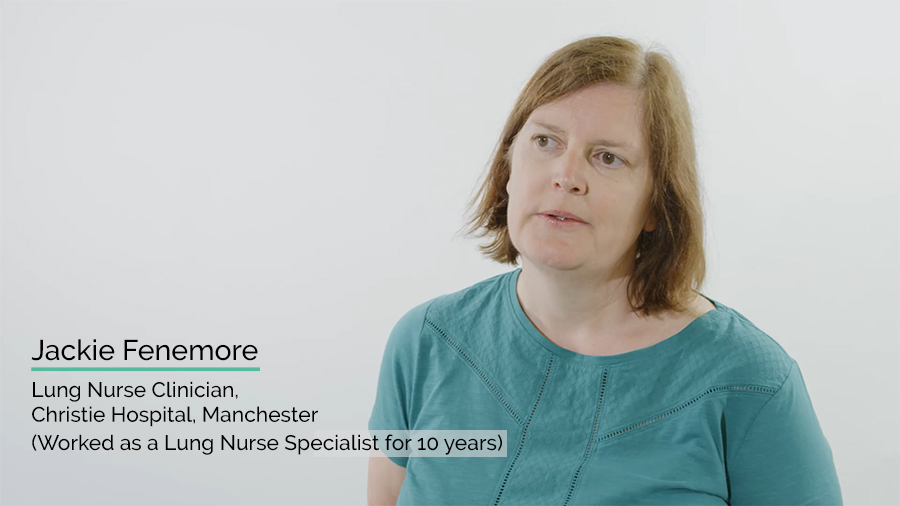 Jackie Fenemore
Lung Nurse Clinician,
Christie Hospital, Manchester
(Worked as a Lung Nurse Specialist for 10 years)